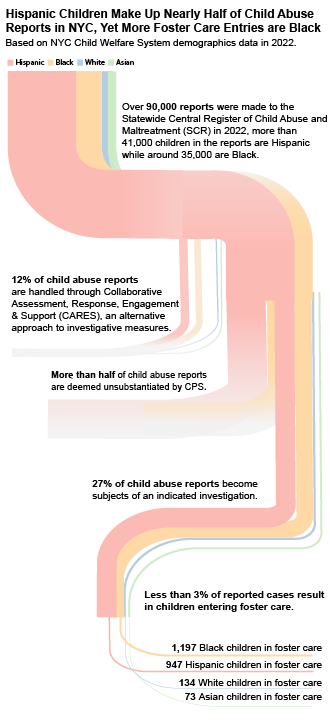 Hispanic Children Make Up Nearly Half of Child Abuse
Reports in NYC, Yet More Foster Care Entries are Black
Based on NYC Child Welfare System demographics data in 2022.
Hispanic Black White Asian
Over 90,000 reports were made to the
Statewide Central Register of Child Abuse and
Maltreatment (SCR) in 2022, more than
41,000 children in the reports are Hispanic
while around 35,000 are Black.
12% of child abuse reports
are handled through Collaborative
Assessment, Response, Engagement
& Support (CARES), an alternative
approach to investigative measures.
More than half of child abuse reports
are deemed unsubstantiated by CPS.
27% of child abuse reports become
subjects of an indicated investigation.
Less than 3% of reported cases result
in children entering foster care.
1,197 Black children in foster care
947 Hispanic children in foster care
134 White children in foster care
73 Asian children in foster care